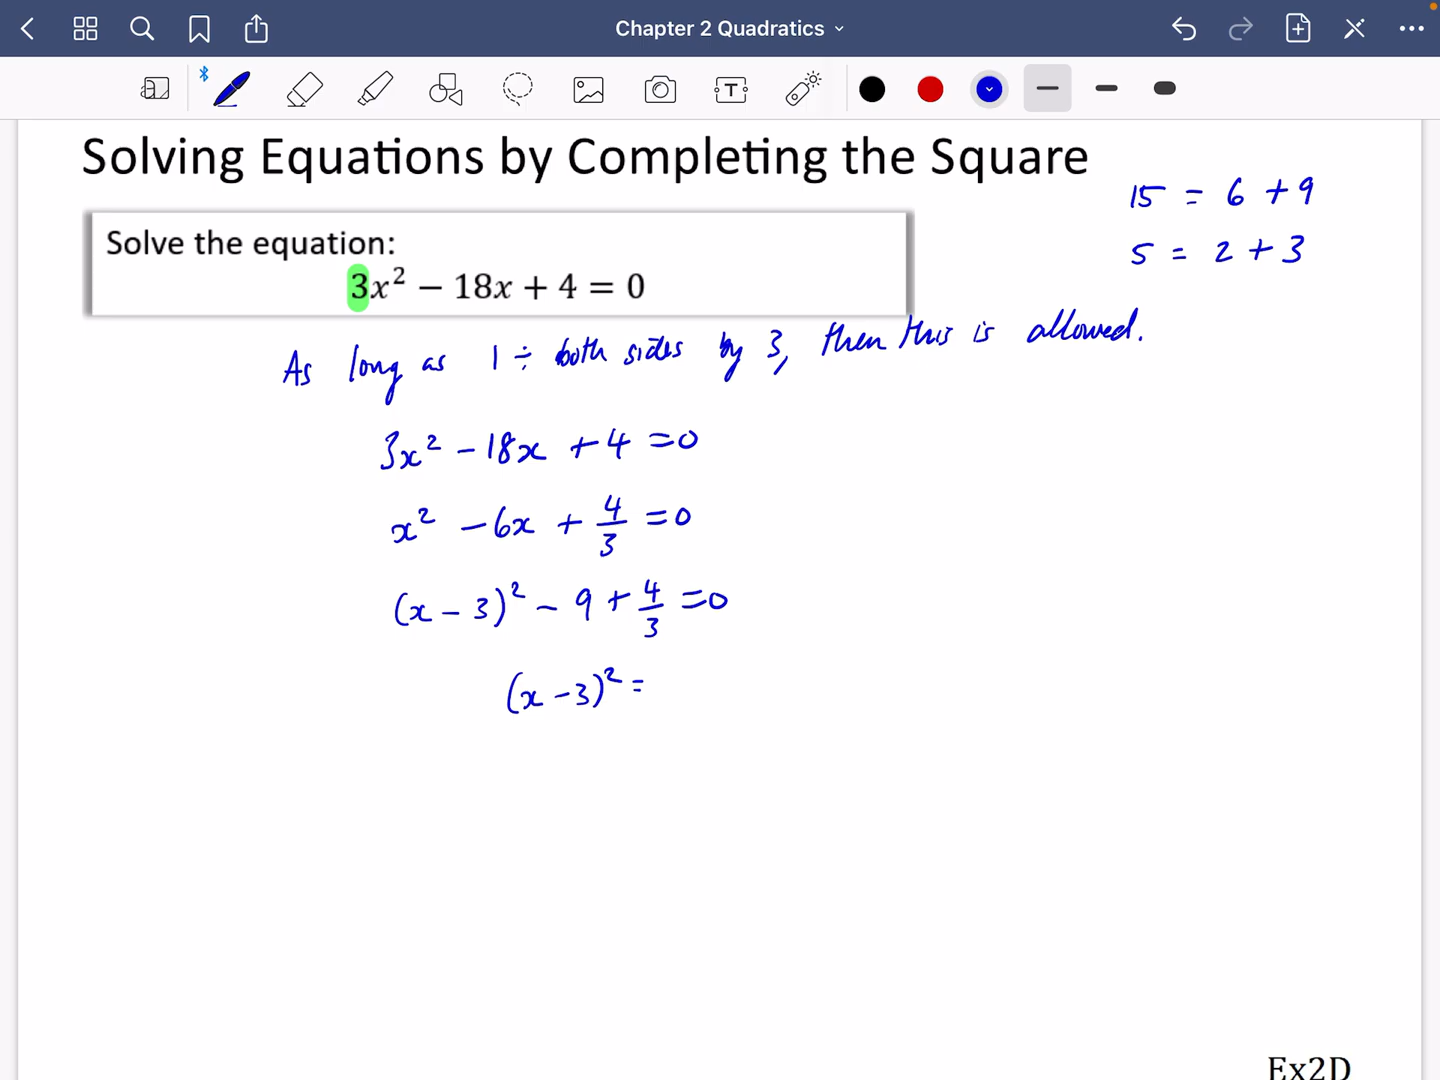 Chapter 2 Quadratics
T
Solving Equations by Completing the Square
15 = 6 + 9
5 = 2 + 3
Solve the equation:
3x² − 18x + 4 = 0
As long as I ÷ both sides by 3, then this is allowed.
3x² − 18x + 4 = 0
x² − 6x + 4/3 = 0
(x − 3)² − 9 + 4/3 = 0
(x − 3)² =
Ex2D